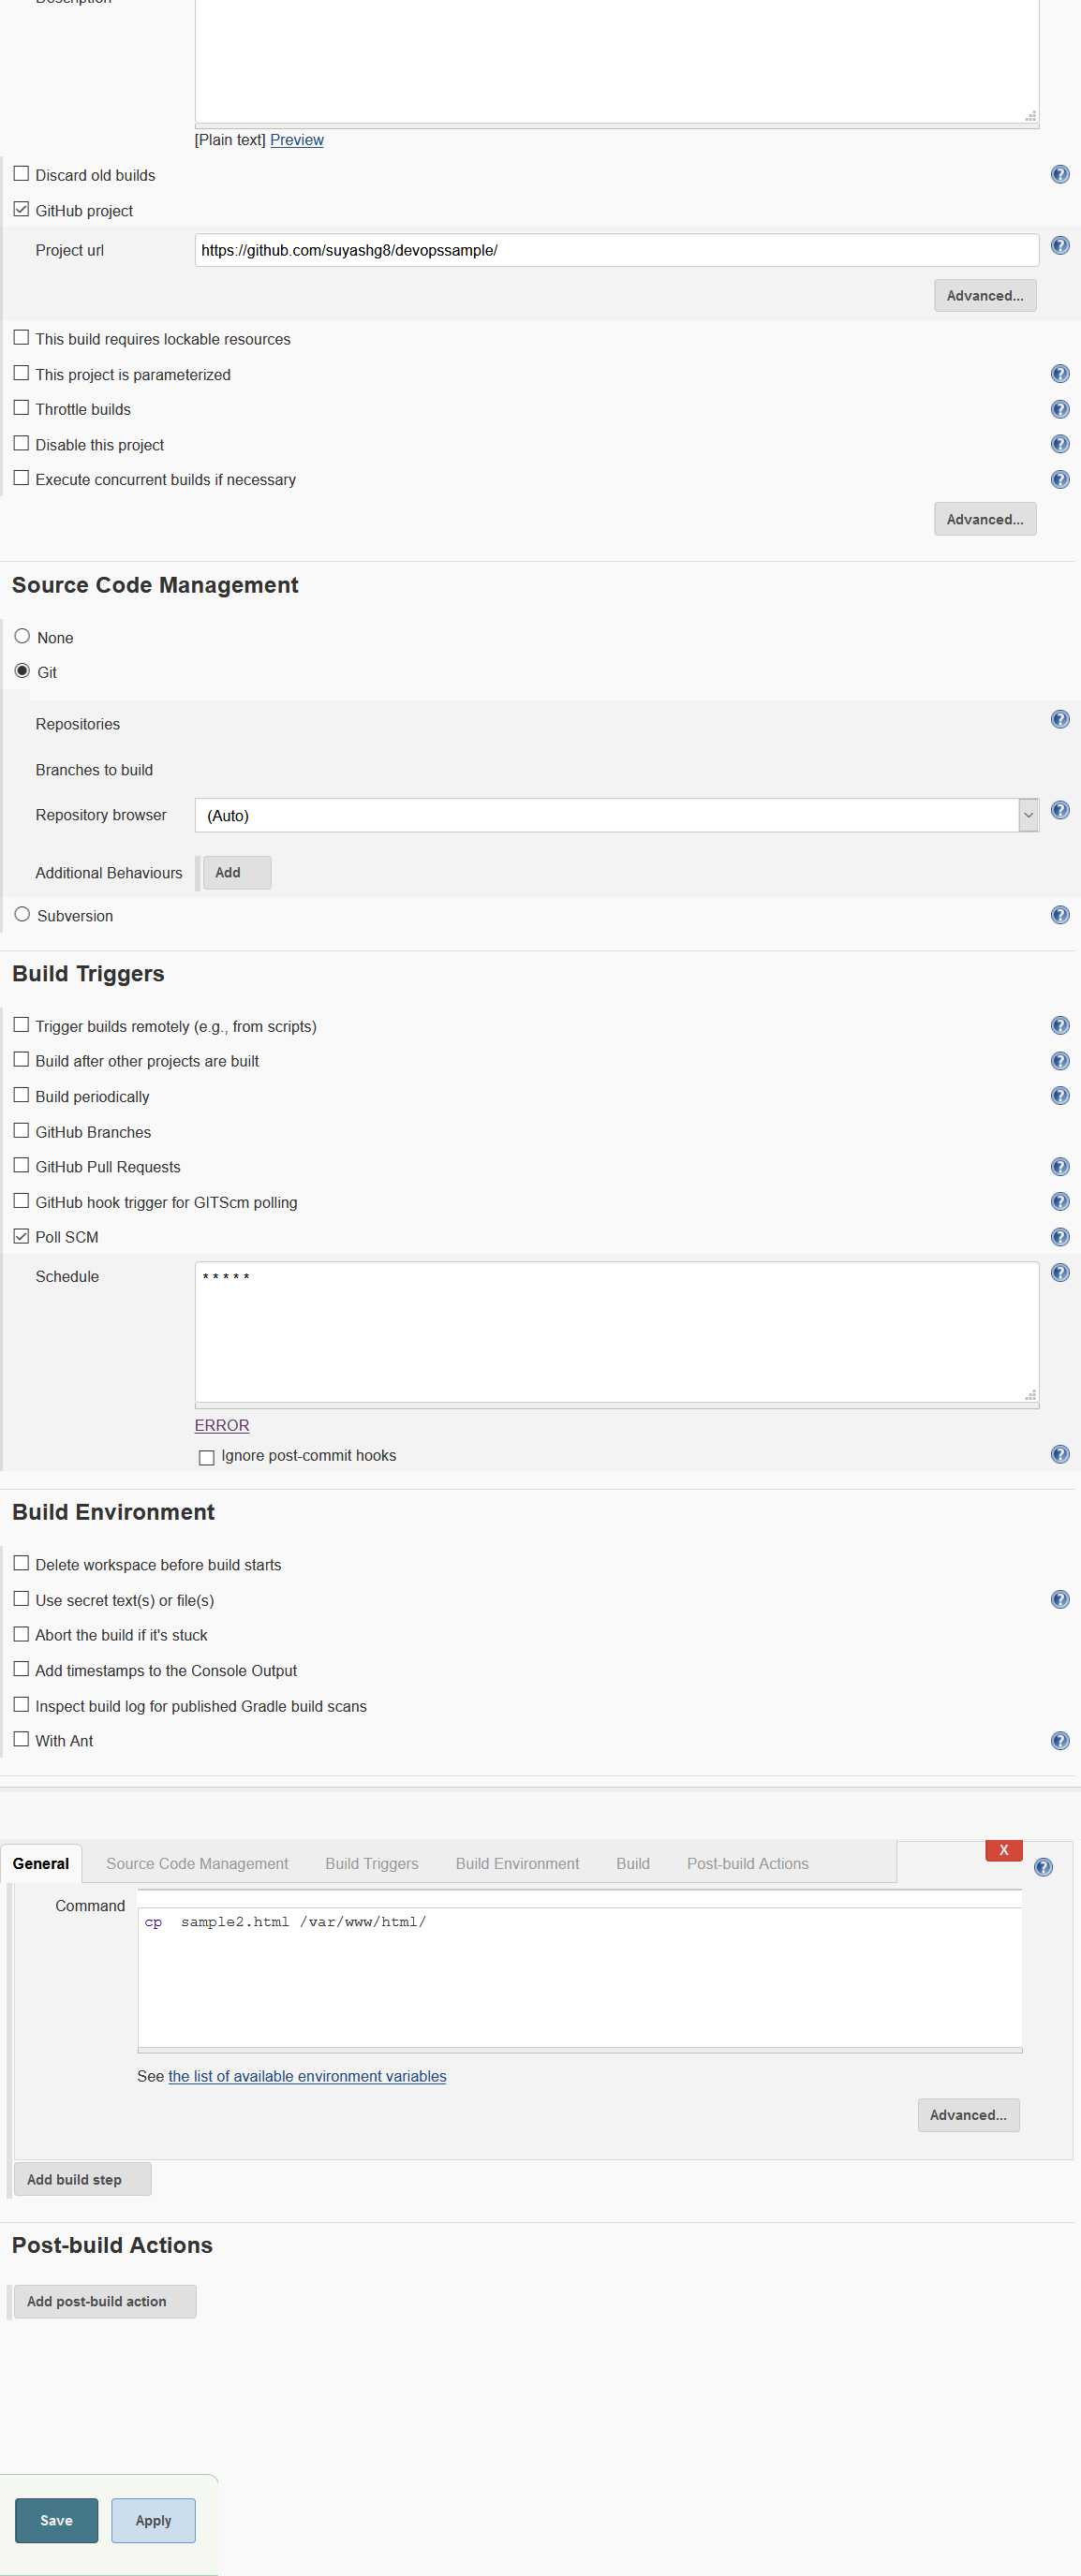 Description
[Plain text] Preview
Discard old builds
GitHub project
Project url
https://github.com/suyashg8/devopssample/
Advanced...
This build requires lockable resources
This project is parameterized
Throttle builds
Disable this project
Execute concurrent builds if necessary
Advanced...
Source Code Management
None
Git
Repositories
Branches to build
Repository browser
(Auto)
Additional Behaviours
Add
Subversion
Build Triggers
Trigger builds remotely (e.g., from scripts)
Build after other projects are built
Build periodically
GitHub Branches
GitHub Pull Requests
GitHub hook trigger for GITScm polling
Poll SCM
Schedule
* * * * *
ERROR
Ignore post-commit hooks
Build Environment
Delete workspace before build starts
Use secret text(s) or file(s)
Abort the build if it's stuck
Add timestamps to the Console Output
Inspect build log for published Gradle build scans
With Ant
General Source Code Management Build Triggers Build Environment Build Post-build Actions
X
Command
cp  sample2.html /var/www/html/
See the list of available environment variables
Advanced...
Add build step
Post-build Actions
Add post-build action
Save
Apply